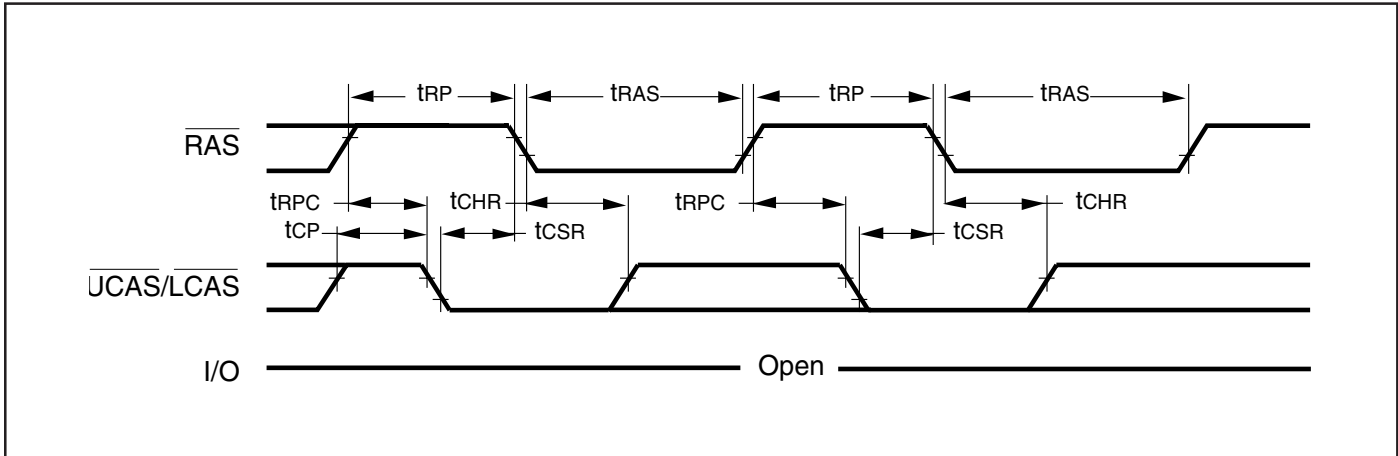 tRP tRAS tRP tRAS
RAS
tRPC tCHR tRPC tCHR
tCP tCSR tCSR
UCAS/LCAS
I/O Open